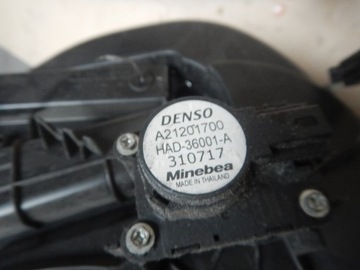 DENSO
A21201700
HAD-36001-A
310717
Minebea
MADE IN THAILAND